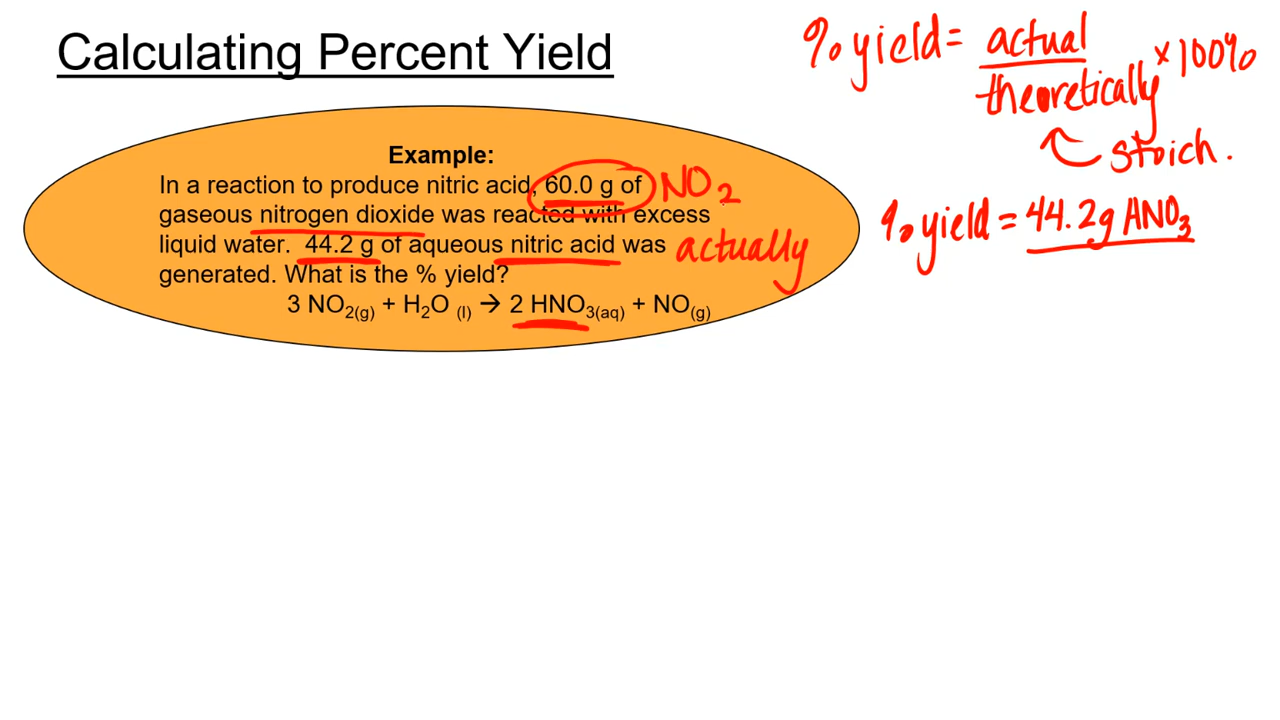 Calculating Percent Yield
% yield = actual × 100%
theoretically
stoich.
Example:
In a reaction to produce nitric acid, 60.0 g of NO₂
gaseous nitrogen dioxide was reacted with excess
liquid water. 44.2 g of aqueous nitric acid was actually
generated. What is the % yield?
3 NO₂(g) + H₂O (l) → 2 HNO₃(aq) + NO(g)
% yield = 44.2g HNO₃